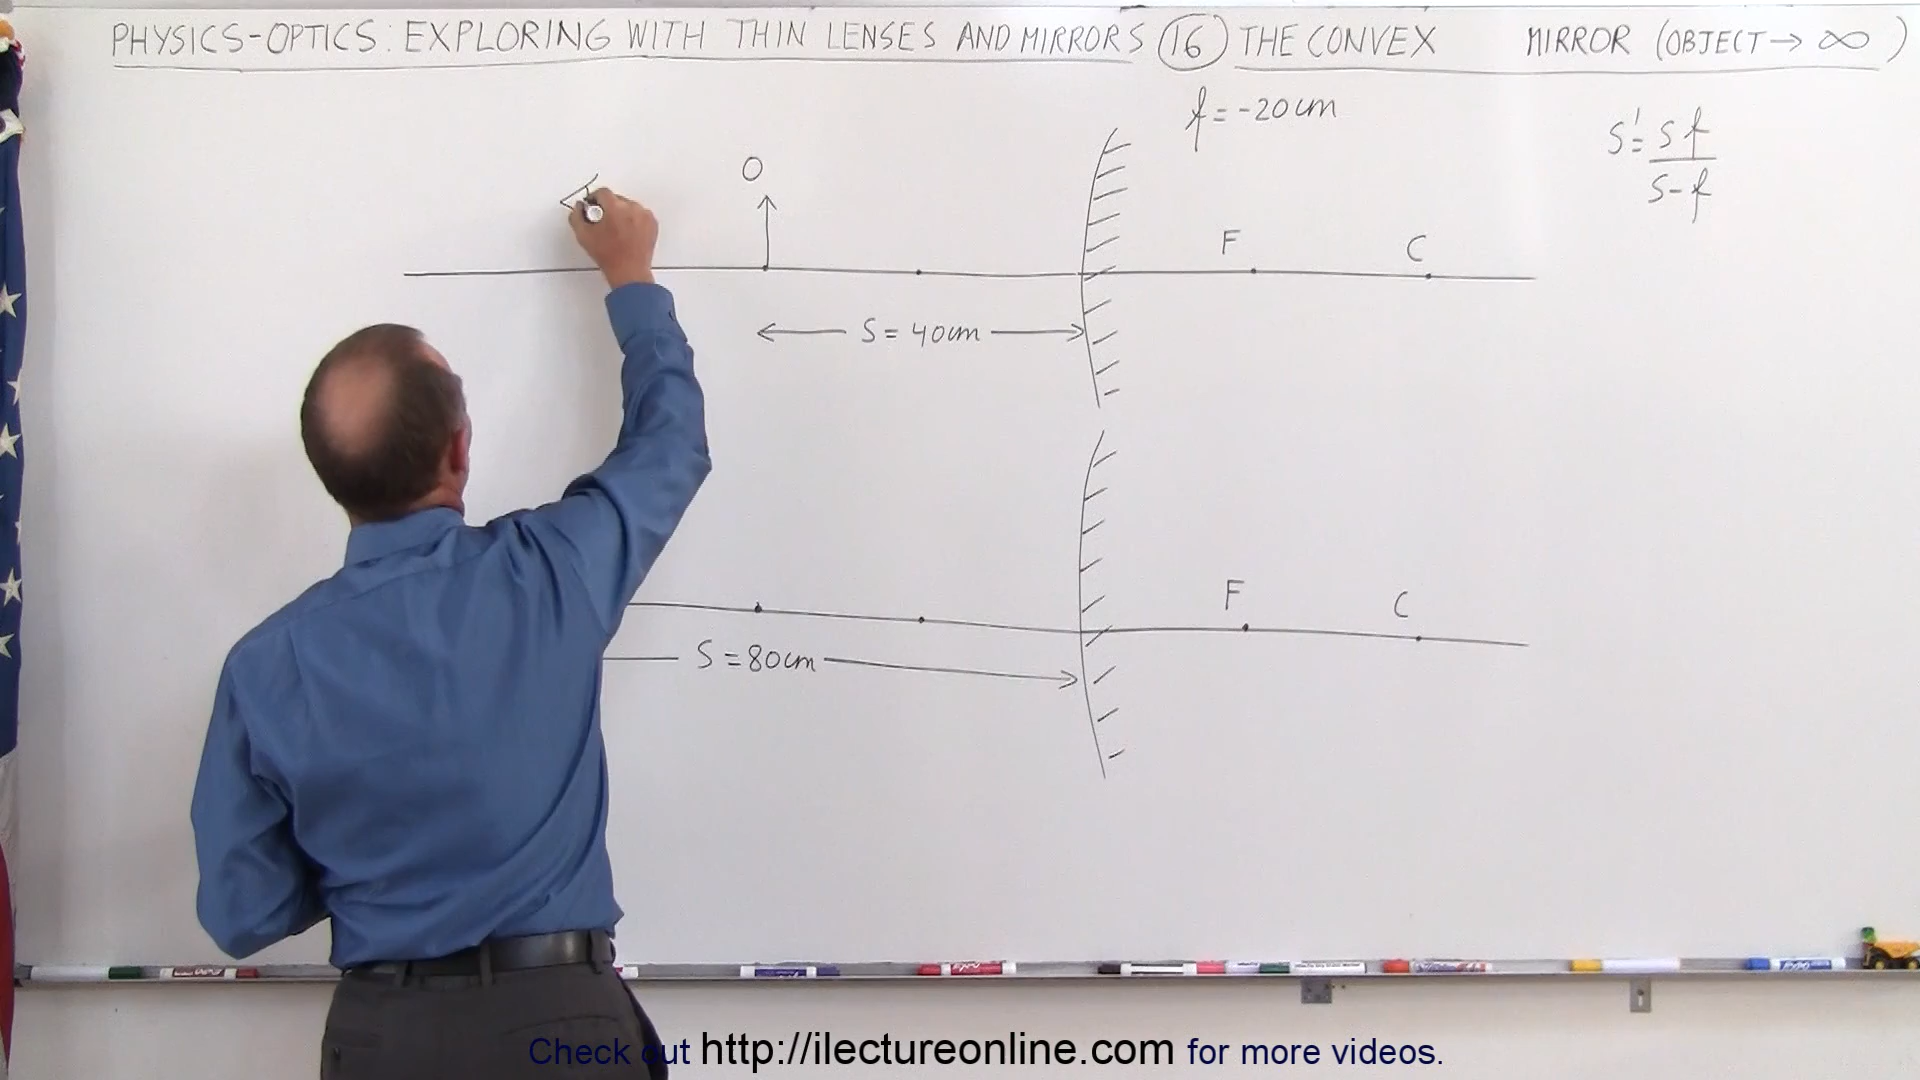 PHYSICS-OPTICS: EXPLORING WITH THIN LENSES AND MIRRORS 16 THE CONVEX MIRROR (OBJECT → ∞)
f = -20 cm
S' = S f
S - f
O
F C
S = 40 cm
F C
S = 80 cm
Check out http://ilectureonline.com for more videos.